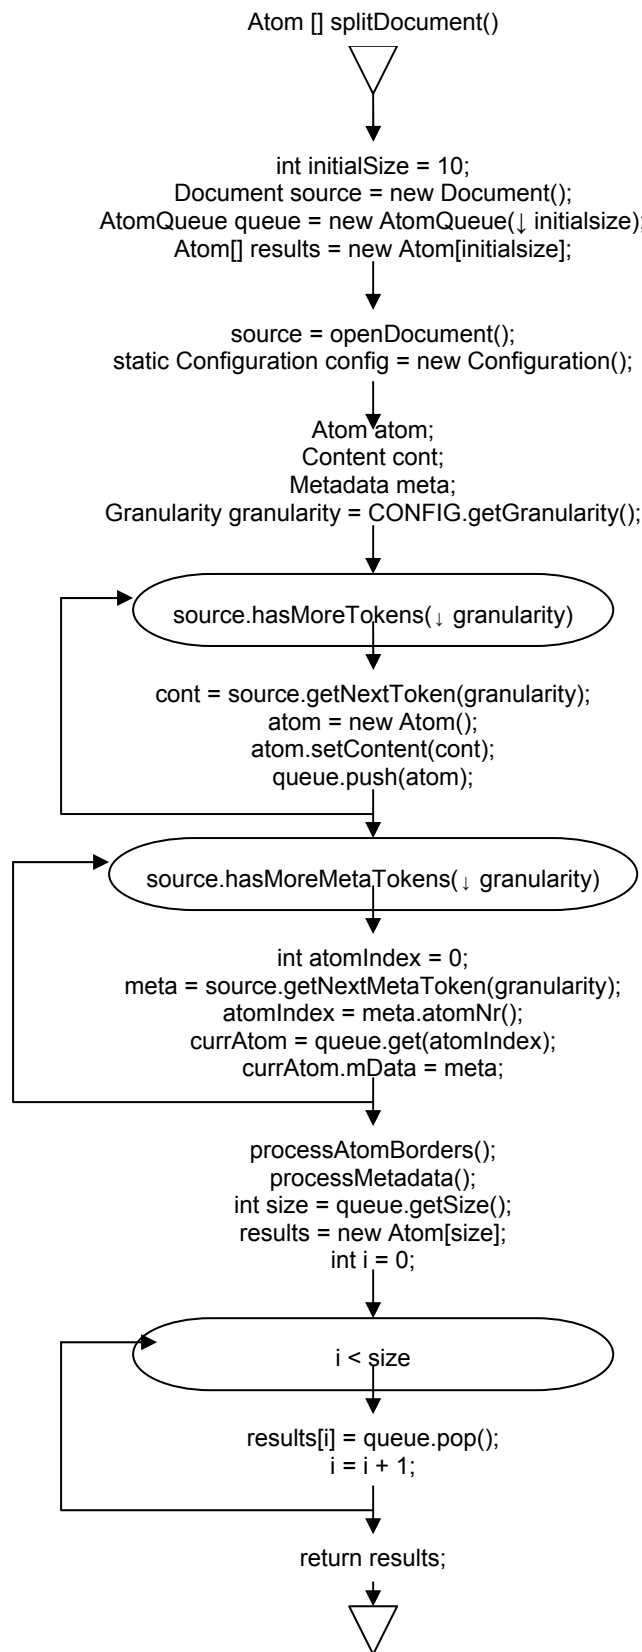 Atom [] splitDocument()
int initialSize = 10;
Document source = new Document();
AtomQueue queue = new AtomQueue(↓ initialsize);
Atom[] results = new Atom[initialsize];
source = openDocument();
static Configuration config = new Configuration();
Atom atom;
Content cont;
Metadata meta;
Granularity granularity = CONFIG.getGranularity();
source.hasMoreTokens(↓ granularity)
cont = source.getNextToken(granularity);
atom = new Atom();
atom.setContent(cont);
queue.push(atom);
source.hasMoreMetaTokens(↓ granularity)
int atomIndex = 0;
meta = source.getNextMetaToken(granularity);
atomIndex = meta.atomNr();
currAtom = queue.get(atomIndex);
currAtom.mData = meta;
processAtomBorders();
processMetadata();
int size = queue.getSize();
results = new Atom[size];
int i = 0;
i < size
results[i] = queue.pop();
i = i + 1;
return results;